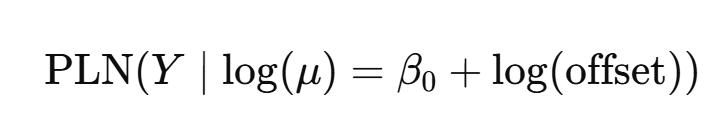 PLN(Y | log(μ) = β₀ + log(offset))